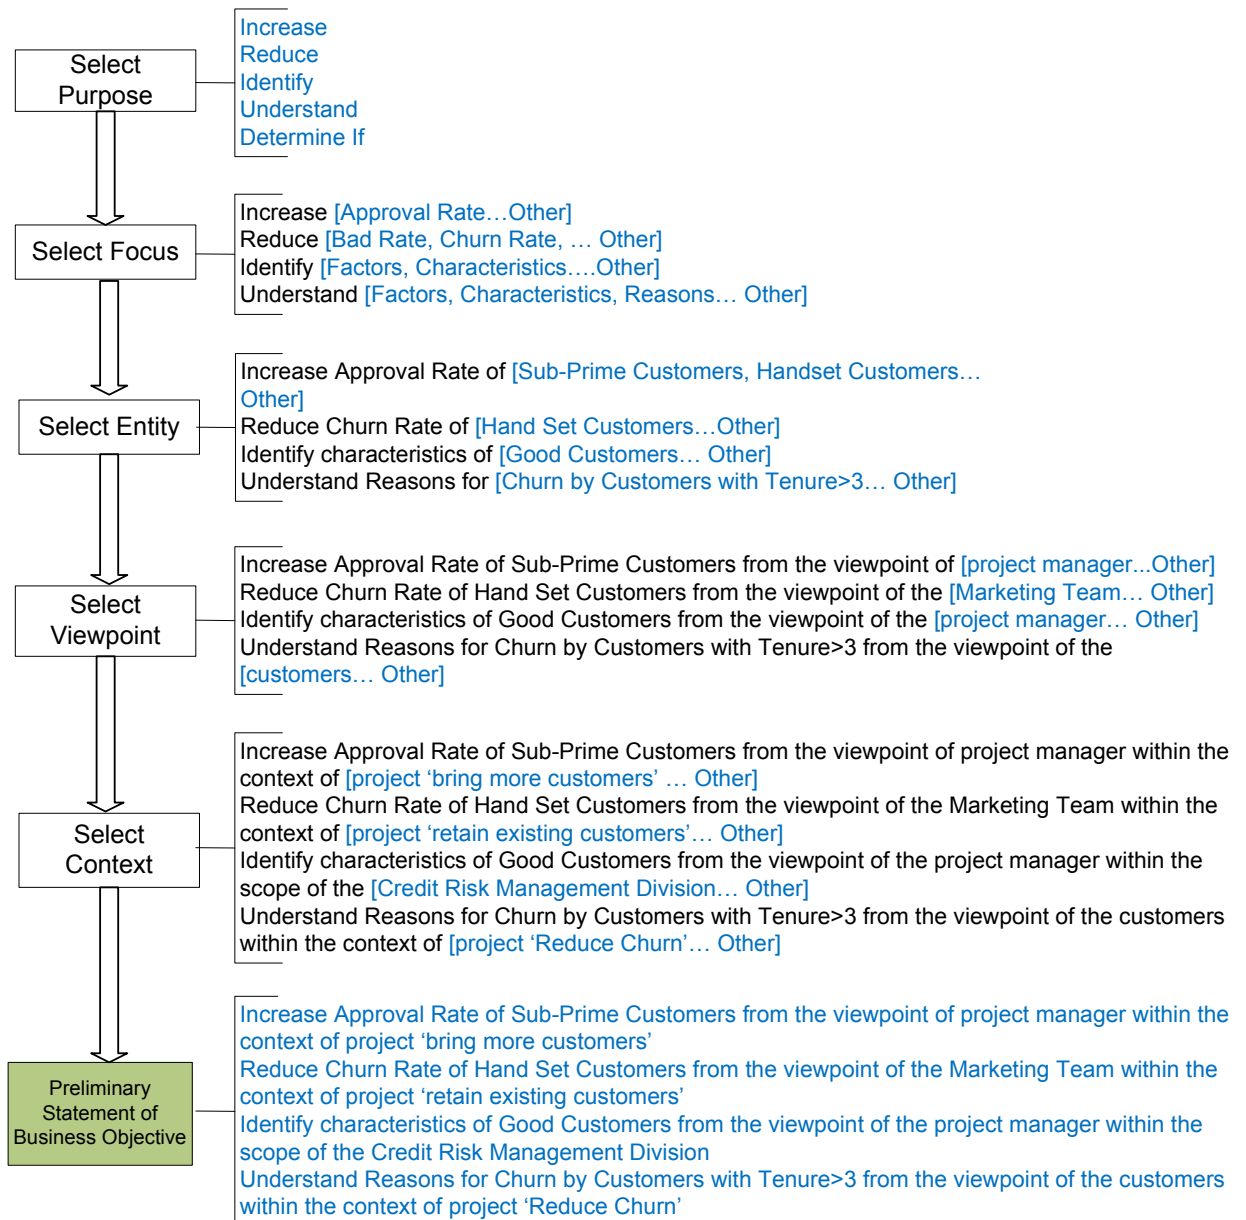 Select
Purpose
Increase
Reduce
Identify
Understand
Determine If
Select Focus
Increase [Approval Rate…Other]
Reduce [Bad Rate, Churn Rate, … Other]
Identify [Factors, Characteristics….Other]
Understand [Factors, Characteristics, Reasons… Other]
Select Entity
Increase Approval Rate of [Sub-Prime Customers, Handset Customers…
Other]
Reduce Churn Rate of [Hand Set Customers…Other]
Identify characteristics of [Good Customers… Other]
Understand Reasons for [Churn by Customers with Tenure>3… Other]
Select
Viewpoint
Increase Approval Rate of Sub-Prime Customers from the viewpoint of [project manager...Other]
Reduce Churn Rate of Hand Set Customers from the viewpoint of the [Marketing Team… Other]
Identify characteristics of Good Customers from the viewpoint of the [project manager… Other]
Understand Reasons for Churn by Customers with Tenure>3 from the viewpoint of the
[customers… Other]
Select
Context
Increase Approval Rate of Sub-Prime Customers from the viewpoint of project manager within the
context of [project ‘bring more customers’ … Other]
Reduce Churn Rate of Hand Set Customers from the viewpoint of the Marketing Team within the
context of [project ‘retain existing customers’… Other]
Identify characteristics of Good Customers from the viewpoint of the project manager within the
scope of the [Credit Risk Management Division… Other]
Understand Reasons for Churn by Customers with Tenure>3 from the viewpoint of the customers
within the context of [project ‘Reduce Churn’… Other]
Preliminary
Statement of
Business Objective
Increase Approval Rate of Sub-Prime Customers from the viewpoint of project manager within the
context of project ‘bring more customers’
Reduce Churn Rate of Hand Set Customers from the viewpoint of the Marketing Team within the
context of project ‘retain existing customers’
Identify characteristics of Good Customers from the viewpoint of the project manager within the
scope of the Credit Risk Management Division
Understand Reasons for Churn by Customers with Tenure>3 from the viewpoint of the customers
within the context of project ‘Reduce Churn’